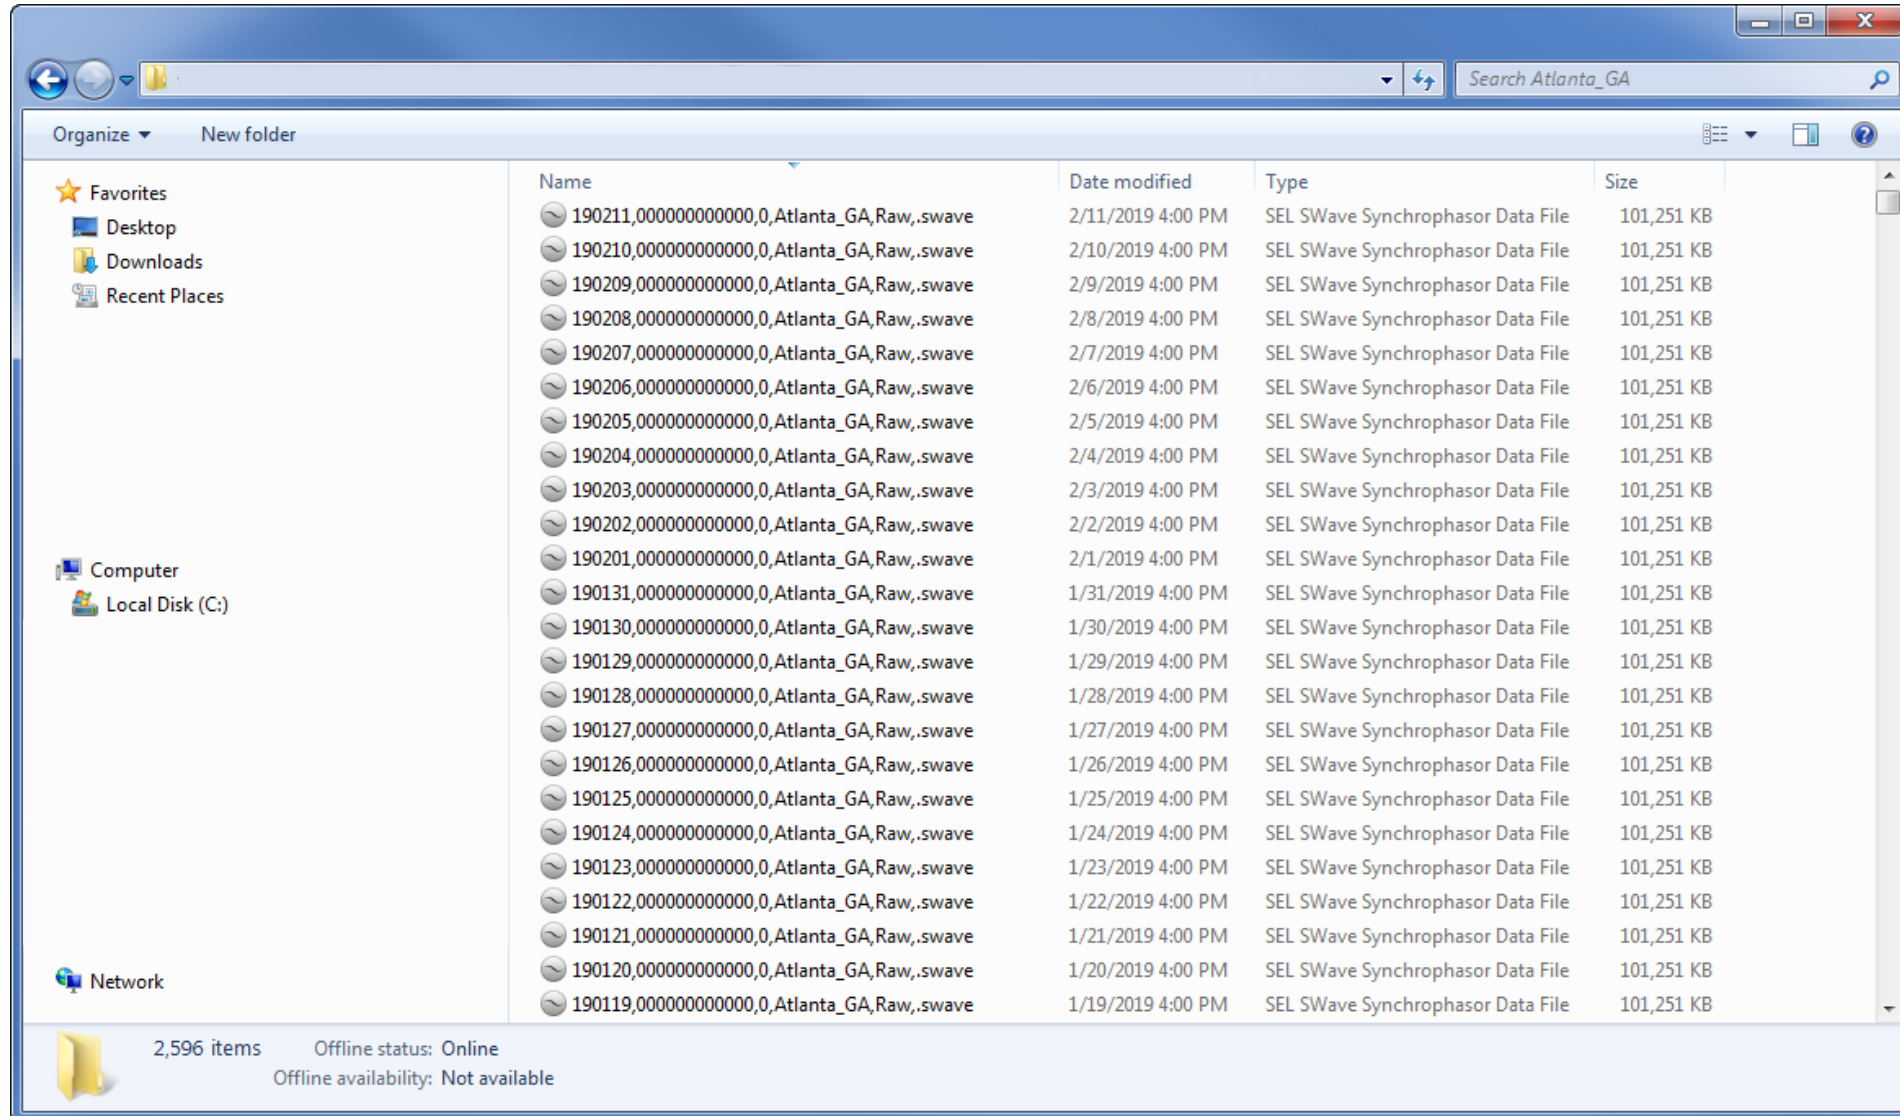 Search Atlanta_GA
Organize New folder
Favorites
Desktop
Downloads
Recent Places
Computer
Local Disk (C:)
Network
Name Date modified Type Size
190211,000000000000,0,Atlanta_GA,Raw,.swave 2/11/2019 4:00 PM SEL SWave Synchrophasor Data File 101,251 KB
190210,000000000000,0,Atlanta_GA,Raw,.swave 2/10/2019 4:00 PM SEL SWave Synchrophasor Data File 101,251 KB
190209,000000000000,0,Atlanta_GA,Raw,.swave 2/9/2019 4:00 PM SEL SWave Synchrophasor Data File 101,251 KB
190208,000000000000,0,Atlanta_GA,Raw,.swave 2/8/2019 4:00 PM SEL SWave Synchrophasor Data File 101,251 KB
190207,000000000000,0,Atlanta_GA,Raw,.swave 2/7/2019 4:00 PM SEL SWave Synchrophasor Data File 101,251 KB
190206,000000000000,0,Atlanta_GA,Raw,.swave 2/6/2019 4:00 PM SEL SWave Synchrophasor Data File 101,251 KB
190205,000000000000,0,Atlanta_GA,Raw,.swave 2/5/2019 4:00 PM SEL SWave Synchrophasor Data File 101,251 KB
190204,000000000000,0,Atlanta_GA,Raw,.swave 2/4/2019 4:00 PM SEL SWave Synchrophasor Data File 101,251 KB
190203,000000000000,0,Atlanta_GA,Raw,.swave 2/3/2019 4:00 PM SEL SWave Synchrophasor Data File 101,251 KB
190202,000000000000,0,Atlanta_GA,Raw,.swave 2/2/2019 4:00 PM SEL SWave Synchrophasor Data File 101,251 KB
190201,000000000000,0,Atlanta_GA,Raw,.swave 2/1/2019 4:00 PM SEL SWave Synchrophasor Data File 101,251 KB
190131,000000000000,0,Atlanta_GA,Raw,.swave 1/31/2019 4:00 PM SEL SWave Synchrophasor Data File 101,251 KB
190130,000000000000,0,Atlanta_GA,Raw,.swave 1/30/2019 4:00 PM SEL SWave Synchrophasor Data File 101,251 KB
190129,000000000000,0,Atlanta_GA,Raw,.swave 1/29/2019 4:00 PM SEL SWave Synchrophasor Data File 101,251 KB
190128,000000000000,0,Atlanta_GA,Raw,.swave 1/28/2019 4:00 PM SEL SWave Synchrophasor Data File 101,251 KB
190127,000000000000,0,Atlanta_GA,Raw,.swave 1/27/2019 4:00 PM SEL SWave Synchrophasor Data File 101,251 KB
190126,000000000000,0,Atlanta_GA,Raw,.swave 1/26/2019 4:00 PM SEL SWave Synchrophasor Data File 101,251 KB
190125,000000000000,0,Atlanta_GA,Raw,.swave 1/25/2019 4:00 PM SEL SWave Synchrophasor Data File 101,251 KB
190124,000000000000,0,Atlanta_GA,Raw,.swave 1/24/2019 4:00 PM SEL SWave Synchrophasor Data File 101,251 KB
190123,000000000000,0,Atlanta_GA,Raw,.swave 1/23/2019 4:00 PM SEL SWave Synchrophasor Data File 101,251 KB
190122,000000000000,0,Atlanta_GA,Raw,.swave 1/22/2019 4:00 PM SEL SWave Synchrophasor Data File 101,251 KB
190121,000000000000,0,Atlanta_GA,Raw,.swave 1/21/2019 4:00 PM SEL SWave Synchrophasor Data File 101,251 KB
190120,000000000000,0,Atlanta_GA,Raw,.swave 1/20/2019 4:00 PM SEL SWave Synchrophasor Data File 101,251 KB
190119,000000000000,0,Atlanta_GA,Raw,.swave 1/19/2019 4:00 PM SEL SWave Synchrophasor Data File 101,251 KB
2,596 items Offline status: Online
Offline availability: Not available